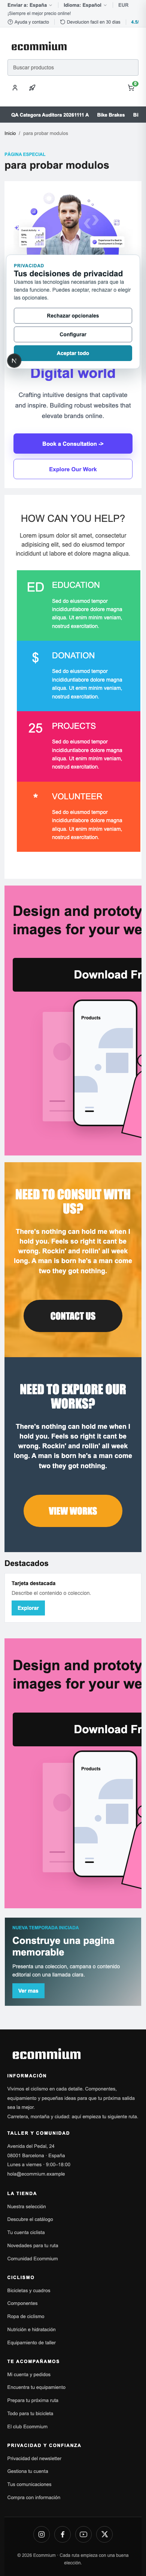 Enviar a: España
Idioma: Español
EUR
¡Siempre el mejor precio online!
Ayuda y contacto
Devolución fácil en 30 días
4.9/
ecommium
Buscar productos
0
QA Categora Auditora 20261111 A
Bike Brakes
Inicio / para probar modulos
PÁGINA ESPECIAL
para probar modulos
PRIVACIDAD
Tus decisiones de privacidad
Usamos las tecnologías necesarias para que la tienda funcione. Puedes aceptar, rechazar o elegir las opcionales.
Rechazar opcionales
Configurar
Aceptar todo
N
Digital world
Crafting intuitive designs that captivate
and inspire. Building robust websites that
elevate brands online.
Book a Consultation ->
Explore Our Work
HOW CAN YOU HELP?
Lorem ipsum dolor sit amet, consectetur
adipisicing elit, sed do eiusmod tempor
incididunt ut labore et dolore magna aliqua.
ED
EDUCATION
Sed do eiusmod tempor
incididuntlabore dolore magna
aliqua. Ut enim minim veniam,
nostrud exercitation.
$
DONATION
Sed do eiusmod tempor
incididuntlabore dolore magna
aliqua. Ut enim minim veniam,
nostrud exercitation.
25
PROJECTS
Sed do eiusmod tempor
incididuntlabore dolore magna
aliqua. Ut enim minim veniam,
nostrud exercitation.
*
VOLUNTEER
Sed do eiusmod tempor
incididuntlabore dolore magna
aliqua. Ut enim minim veniam,
nostrud exercitation.
Design and prototy
images for your we
Download Fr
Products
NEED TO CONSULT WITH
US?
There's nothing can hold me when I
hold you. Feels so right it cant be
wrong. Rockin' and rollin' all week
long. A man is born he's a man come
two they got nothing.
CONTACT US
NEED TO EXPLORE OUR
WORKS?
There's nothing can hold me when I
hold you. Feels so right it cant be
wrong. Rockin' and rollin' all week
long. A man is born he's a man come
two they got nothing.
VIEW WORKS
Destacados
Tarjeta destacada
Describe el contenido o coleccion.
Explorar
Design and prototy
images for your we
Download Fr
Products
NUEVA TEMPORADA INICIADA
Construye una pagina
memorable
Presenta una coleccion, campana o contenido
editorial con una llamada clara.
Ver mas
ecommium
INFORMACIÓN
Vivimos el ciclismo en cada detalle. Componentes,
equipamiento y pequeñas ideas para que tu próxima salida
sea la mejor.
Carretera, montaña y ciudad: aquí empieza tu siguiente ruta.
TALLER Y COMUNIDAD
Avenida del Pedal, 24
08001 Barcelona · España
Lunes a viernes · 9:00–18:00
hola@ecommium.example
LA TIENDA
Nuestra selección
Descubre el catálogo
Tu cuenta ciclista
Novedades para tu ruta
Comunidad Ecommium
CICLISMO
Bicicletas y cuadros
Componentes
Ropa de ciclismo
Nutrición e hidratación
Equipamiento de taller
TE ACOMPAÑAMOS
Mi cuenta y pedidos
Encuentra tu equipamiento
Prepara tu próxima ruta
Todo para tu bicicleta
El club Ecommium
PRIVACIDAD Y CONFIANZA
Privacidad del newsletter
Gestiona tu cuenta
Tus comunicaciones
Compra con información
© 2026 Ecommium · Cada ruta empieza con una buena
elección.